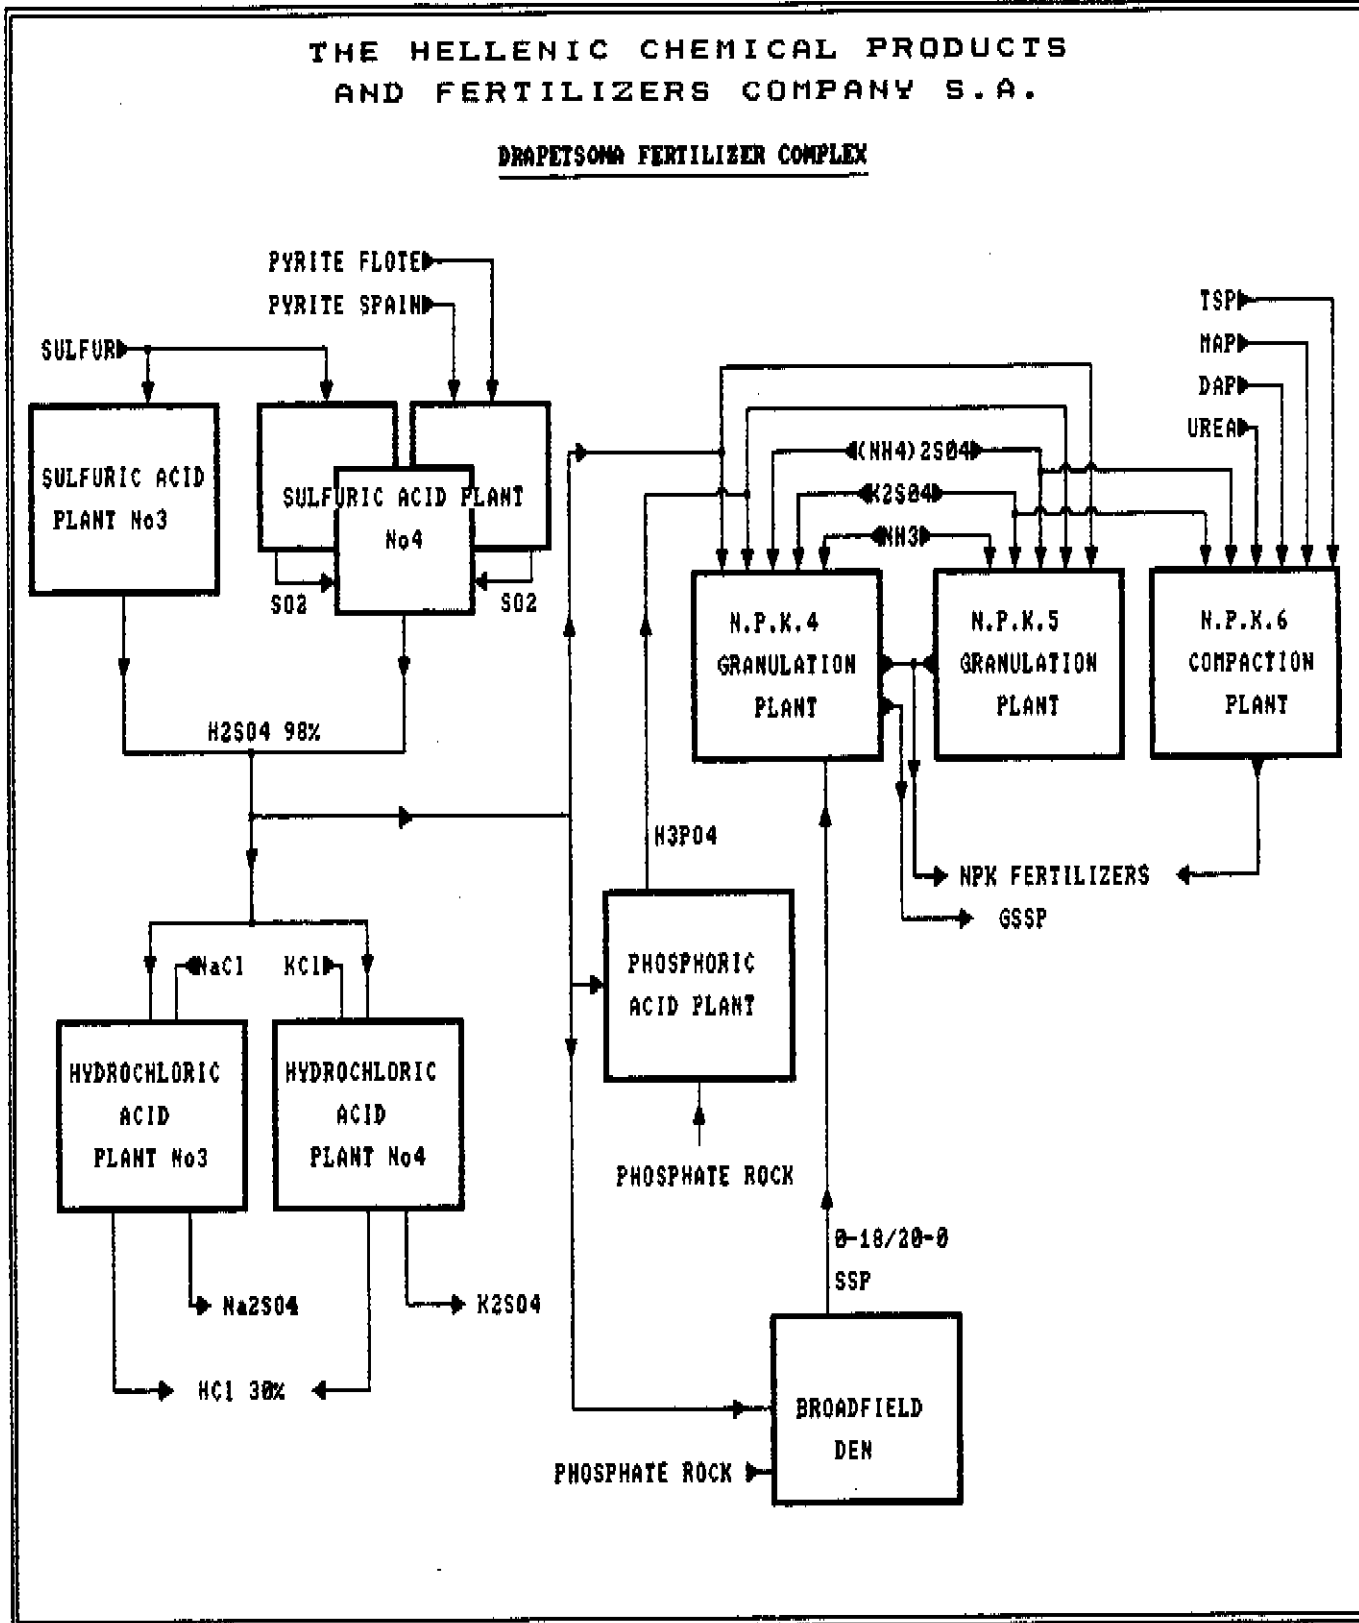 THE HELLENIC CHEMICAL PRODUCTS
AND FERTILIZERS COMPANY S.A.
DRAPETSONA FERTILIZER COMPLEX
PYRITE FLOTE
PYRITE SPAIN
SULFUR
TSP
MAP
DAP
UREA
(NH4)2SO4
K2SO4
NH3
SULFURIC ACID
PLANT No3
SULFURIC ACID PLANT
No4
SO2
SO2
N.P.K.4
GRANULATION
PLANT
N.P.K.5
GRANULATION
PLANT
N.P.K.6
COMPACTION
PLANT
H2SO4 98%
H3PO4
NPK FERTILIZERS
GSSP
NaCl
KCl
PHOSPHORIC
ACID PLANT
HYDROCHLORIC
ACID
PLANT No3
HYDROCHLORIC
ACID
PLANT No4
PHOSPHATE ROCK
0-18/20-0
SSP
Na2SO4
K2SO4
HCl 30%
BROADFIELD
DEN
PHOSPHATE ROCK